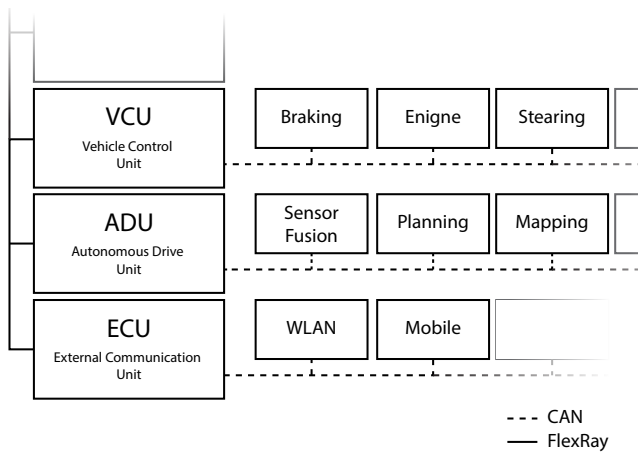 VCU
Vehicle Control
Unit
Braking
Enigne
Stearing
ADU
Autonomous Drive
Unit
Sensor
Fusion
Planning
Mapping
ECU
External Communication
Unit
WLAN
Mobile
CAN
FlexRay